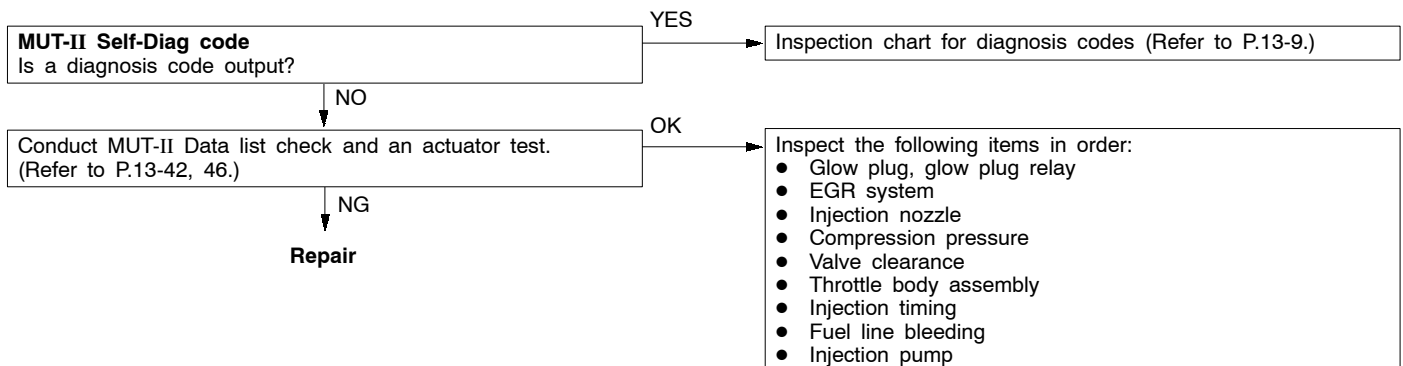 YES
MUT-II Self-Diag code
Is a diagnosis code output?
Inspection chart for diagnosis codes (Refer to P.13-9.)
NO
OK
Conduct MUT-II Data list check and an actuator test.
(Refer to P.13-42, 46.)
NG
Repair
Inspect the following items in order:
● Glow plug, glow plug relay
● EGR system
● Injection nozzle
● Compression pressure
● Valve clearance
● Throttle body assembly
● Injection timing
● Fuel line bleeding
● Injection pump